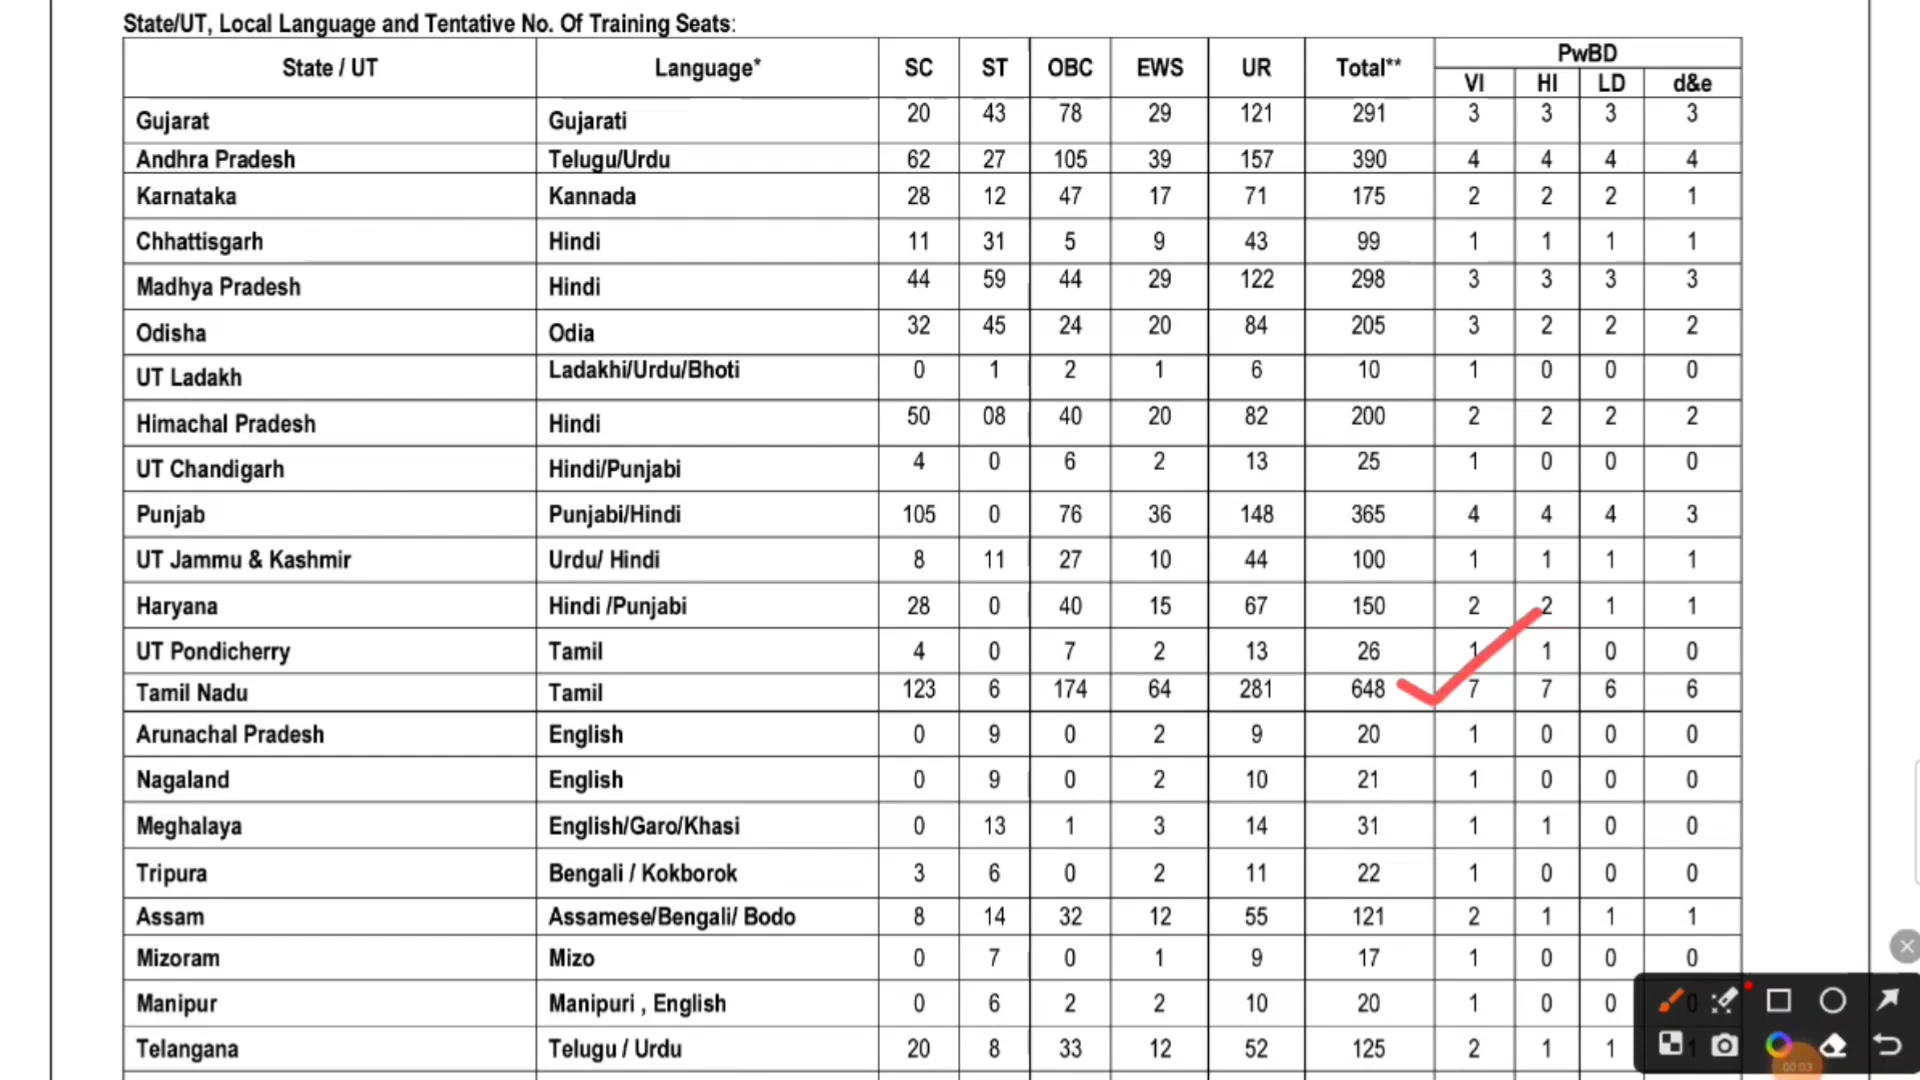 State/UT, Local Language and Tentative No. Of Training Seats:
State / UT Language* SC ST OBC EWS UR Total** PwBD
VI HI LD d&e
Gujarat Gujarati 20 43 78 29 121 291 3 3 3 3
Andhra Pradesh Telugu/Urdu 62 27 105 39 157 390 4 4 4 4
Karnataka Kannada 28 12 47 17 71 175 2 2 2 1
Chhattisgarh Hindi 11 31 5 9 43 99 1 1 1 1
Madhya Pradesh Hindi 44 59 44 29 122 298 3 3 3 3
Odisha Odia 32 45 24 20 84 205 3 2 2 2
UT Ladakh Ladakhi/Urdu/Bhoti 0 1 2 1 6 10 1 0 0 0
Himachal Pradesh Hindi 50 08 40 20 82 200 2 2 2 2
UT Chandigarh Hindi/Punjabi 4 0 6 2 13 25 1 0 0 0
Punjab Punjabi/Hindi 105 0 76 36 148 365 4 4 4 3
UT Jammu & Kashmir Urdu/ Hindi 8 11 27 10 44 100 1 1 1 1
Haryana Hindi /Punjabi 28 0 40 15 67 150 2 2 1 1
UT Pondicherry Tamil 4 0 7 2 13 26 1 1 0 0
Tamil Nadu Tamil 123 6 174 64 281 648 7 7 6 6
Arunachal Pradesh English 0 9 0 2 9 20 1 0 0 0
Nagaland English 0 9 0 2 10 21 1 0 0 0
Meghalaya English/Garo/Khasi 0 13 1 3 14 31 1 1 0 0
Tripura Bengali / Kokborok 3 6 0 2 11 22 1 0 0 0
Assam Assamese/Bengali/ Bodo 8 14 32 12 55 121 2 1 1 1
Mizoram Mizo 0 7 0 1 9 17 1 0 0 0
Manipur Manipuri , English 0 6 2 2 10 20 1 0 0 0
Telangana Telugu / Urdu 20 8 33 12 52 125 2 1 1 1
00:03